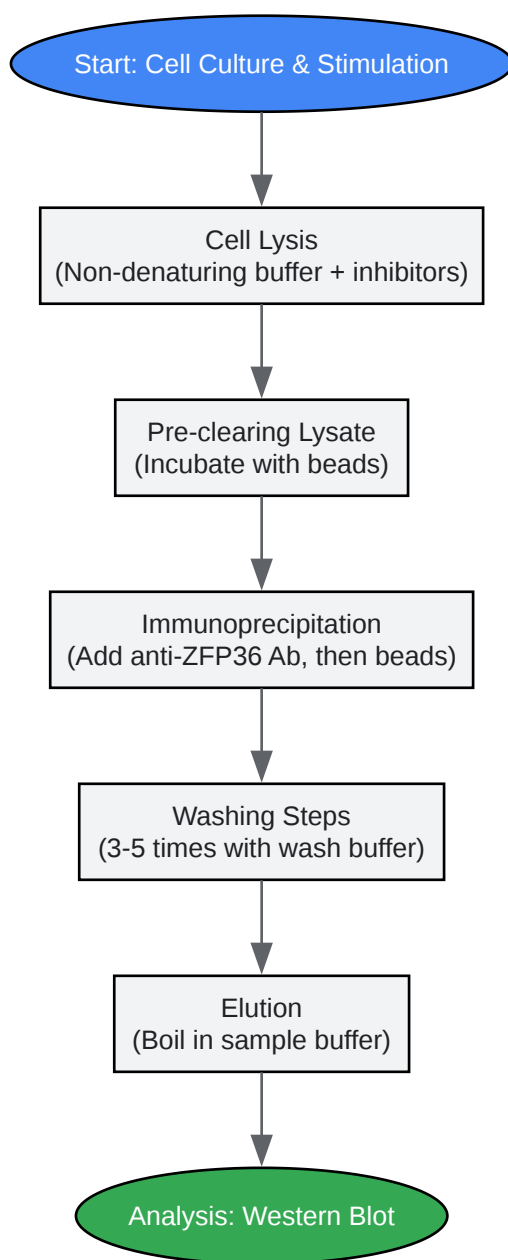 Start: Cell Culture & Stimulation
Cell Lysis
(Non-denaturing buffer + inhibitors)
Pre-clearing Lysate
(Incubate with beads)
Immunoprecipitation
(Add anti-ZFP36 Ab, then beads)
Washing Steps
(3-5 times with wash buffer)
Elution
(Boil in sample buffer)
Analysis: Western Blot